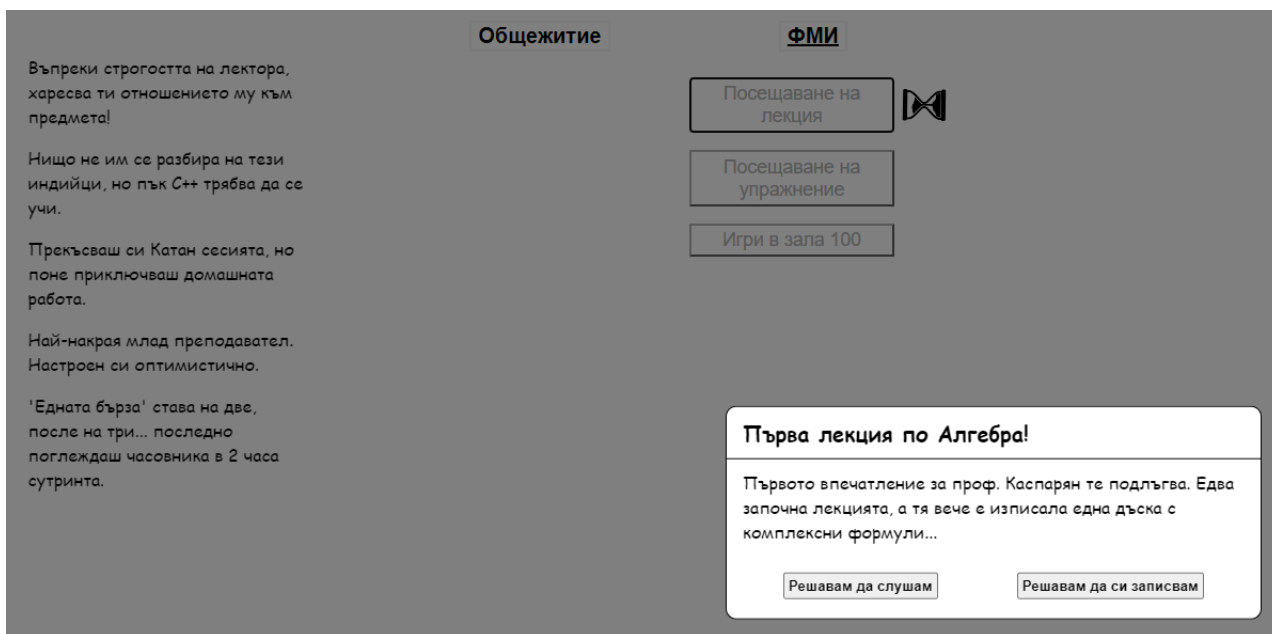 Общежитие
ФМИ
Въпреки строгостта на лектора,
харесва ти отношението му към
предмета!
Нищо не им се разбира на тези
индийци, но пък C++ трябва да се
учи.
Прекъсваш си Катан сесията, но
поне приключваш домашната
работа.
Най-накрая млад преподавател.
Настроен си оптимистично.
'Едната бърза' става на две,
после на три... последно
поглеждаш часовника в 2 часа
сутринта.
Посещаване на
лекция
Посещаване на
упражнение
Игри в зала 100
Първа лекция по Алгебра!
Първото впечатление за проф. Каспарян те подлъгва. Едва
започна лекцията, а тя вече е изписала една дъска с
комплексни формули...
Решавам да слушам
Решавам да си записвам